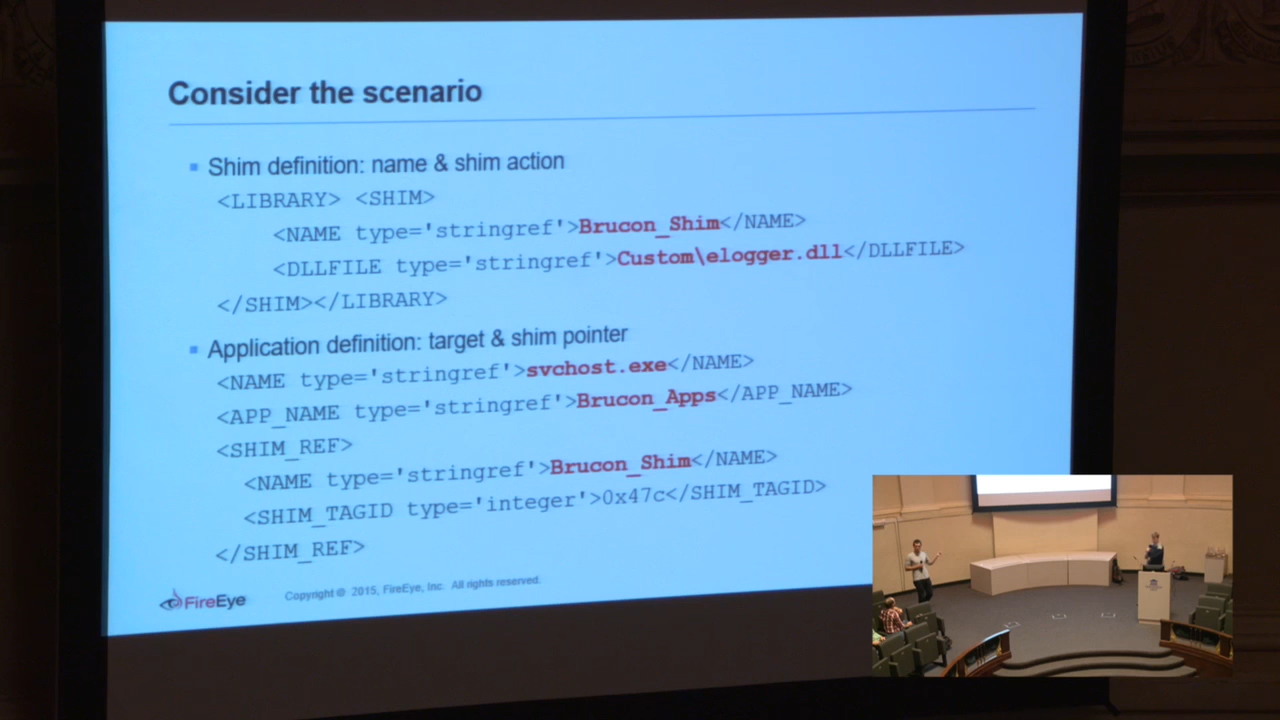 Consider the scenario
Shim definition: name & shim action
<LIBRARY> <SHIM>
<NAME type='stringref'>Brucon_Shim</NAME>
<DLLFILE type='stringref'>Custom\elogger.dll</DLLFILE>
</SHIM></LIBRARY>
Application definition: target & shim pointer
<NAME type='stringref'>svchost.exe</NAME>
<APP_NAME type='stringref'>Brucon_Apps</APP_NAME>
<SHIM_REF>
<NAME type='stringref'>Brucon_Shim</NAME>
<SHIM_TAGID type='integer'>0x47c</SHIM_TAGID>
</SHIM_REF>
FireEye
Copyright © 2015, FireEye, Inc. All rights reserved.